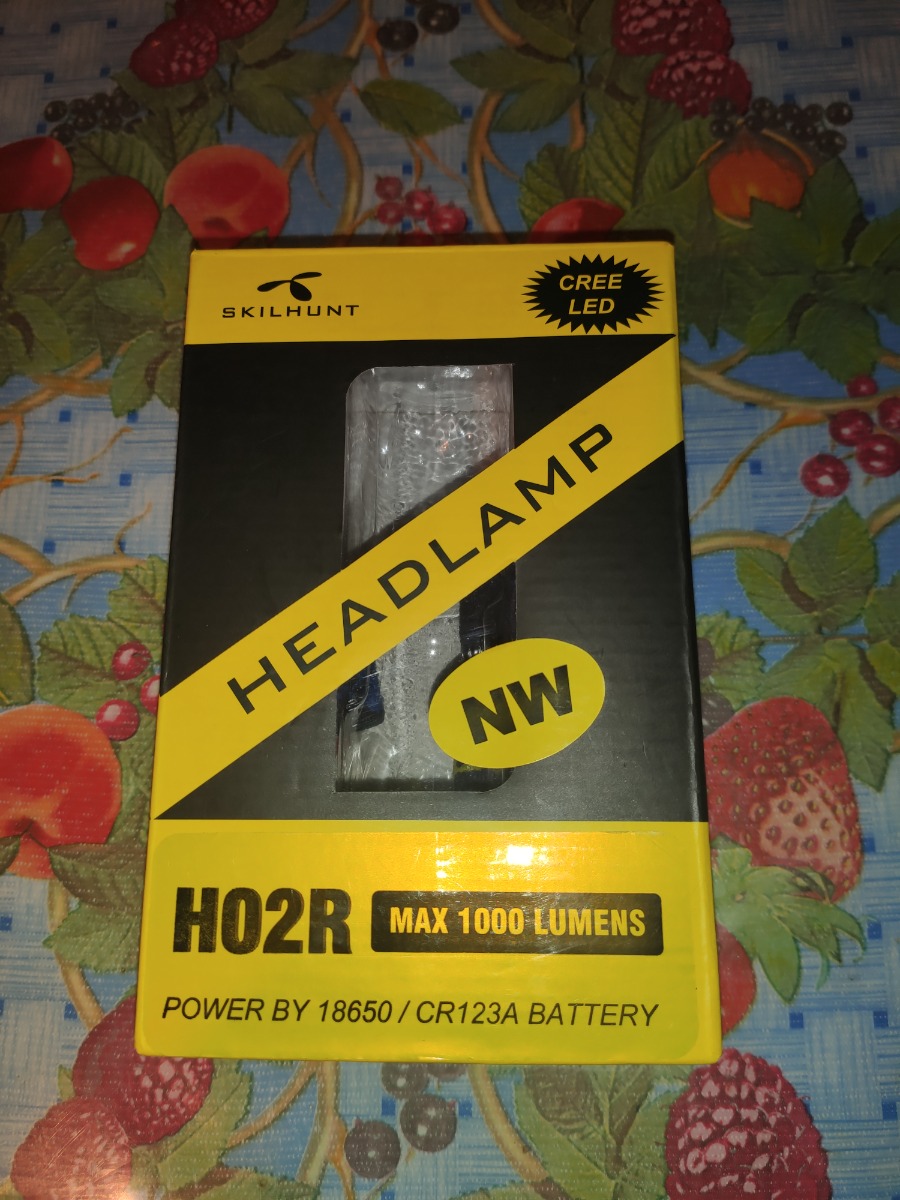 SKILHUNT
CREE
LED
HEADLAMP
NW
H02R
MAX 1000 LUMENS
POWER BY 18650 / CR123A BATTERY